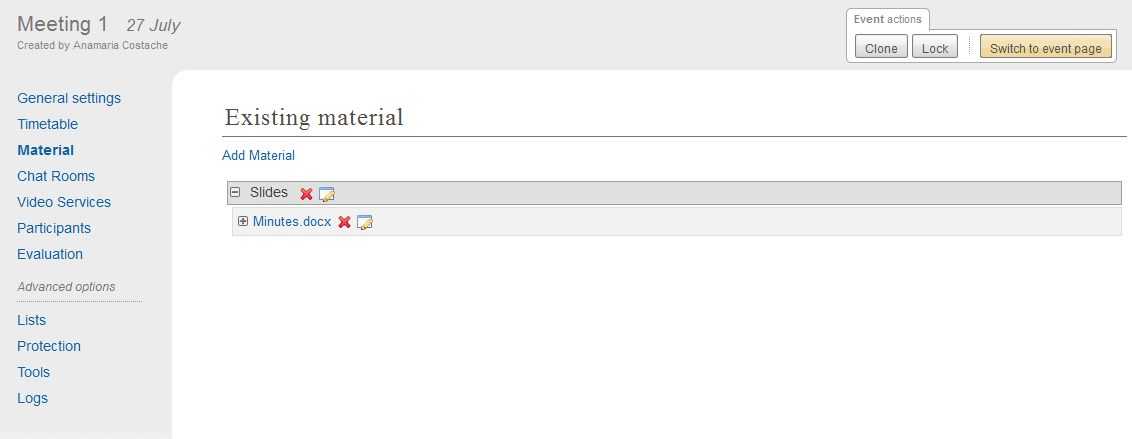 Meeting 1 27 July
Created by Anamaria Costache
Event actions
Clone Lock Switch to event page
General settings
Timetable
Material
Chat Rooms
Video Services
Participants
Evaluation
Advanced options
Lists
Protection
Tools
Logs
Existing material
Add Material
Slides
Minutes.docx